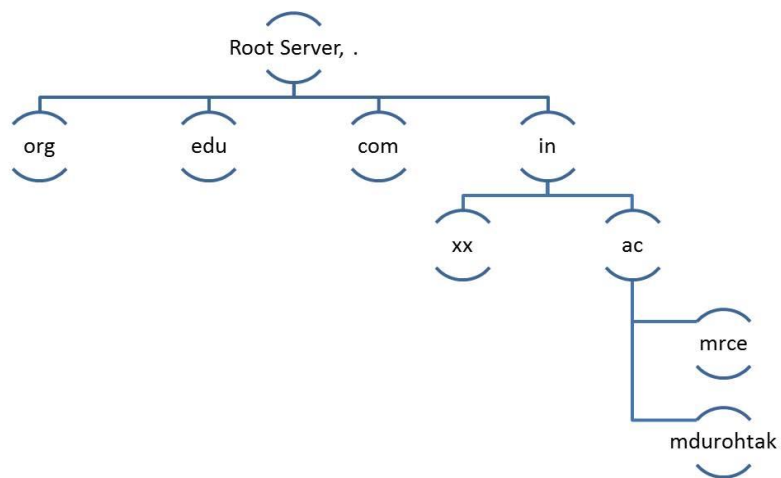 Root Server, .
org
edu
com
in
xx
ac
mrce
mdurohtak